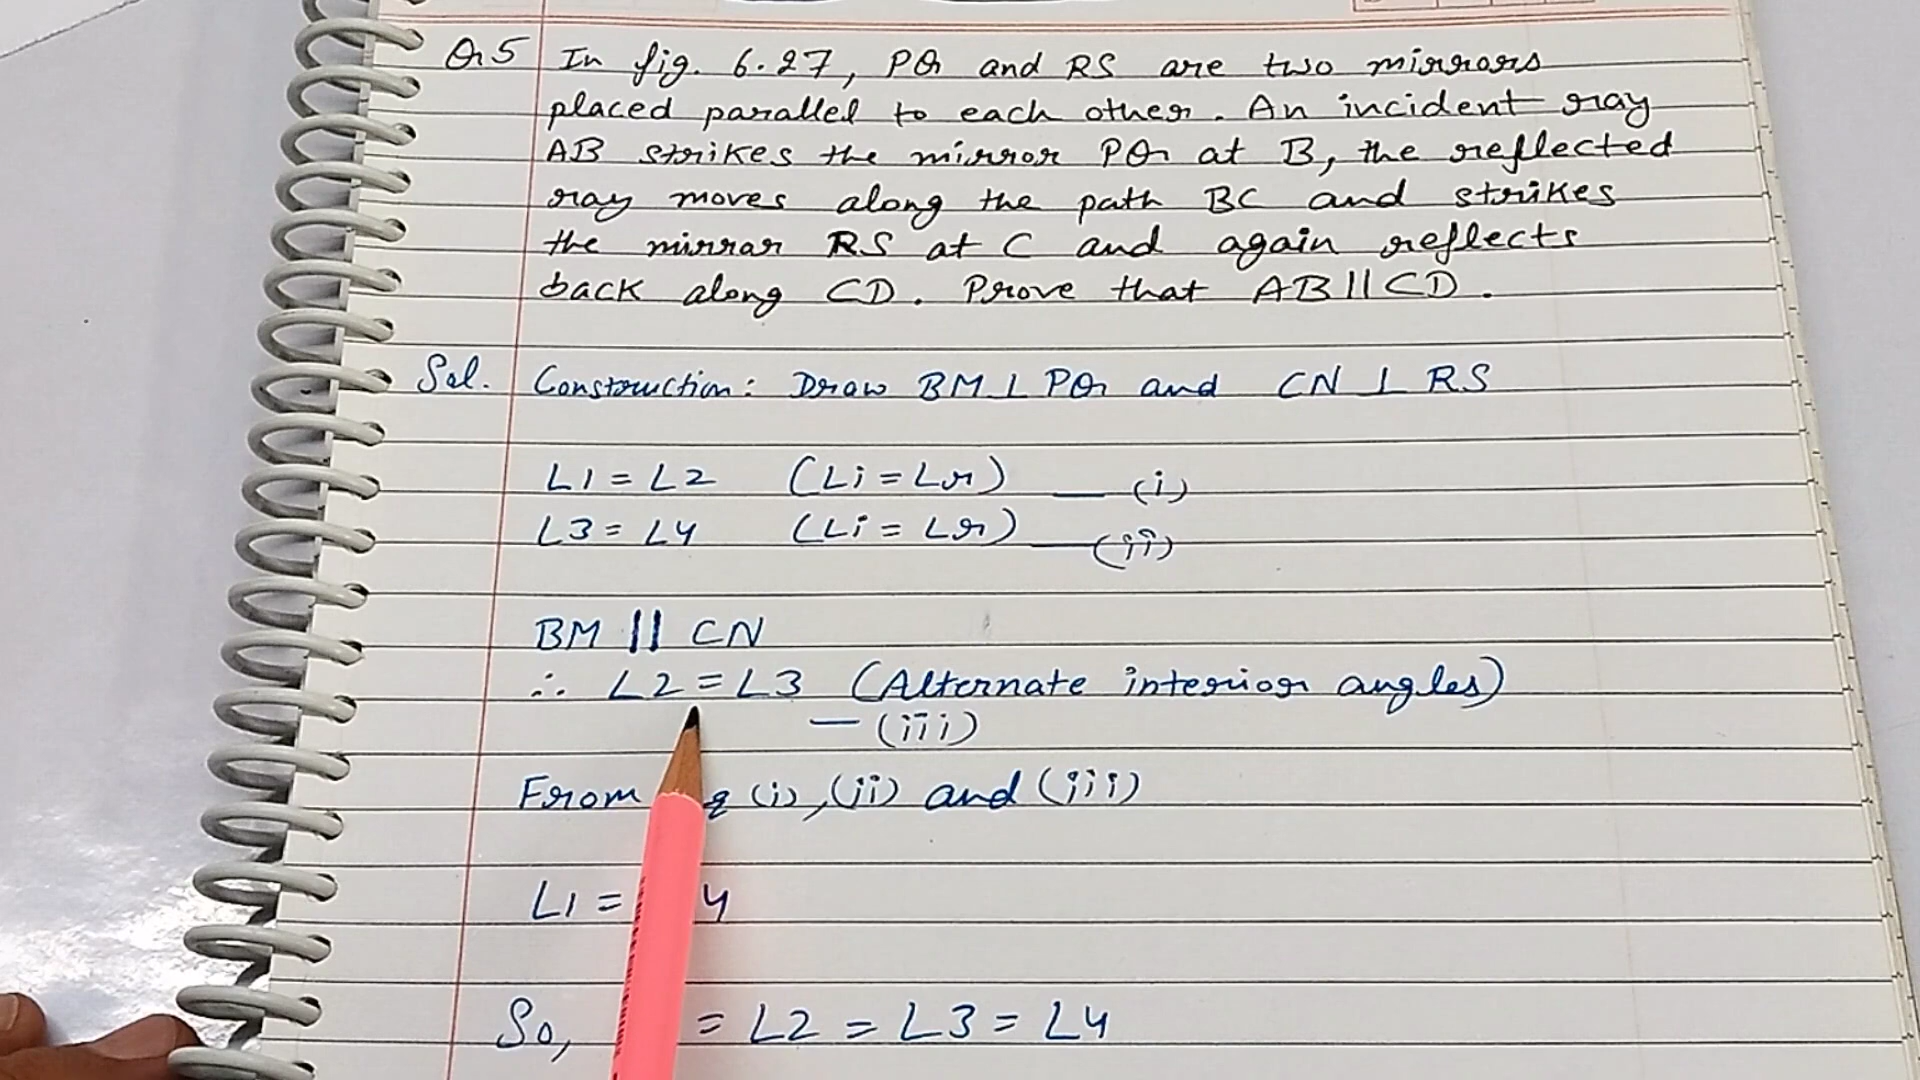 Q5 In fig. 6.27, PQ and RS are two mirrors
placed parallel to each other. An incident ray
AB strikes the mirror PQ at B, the reflected
ray moves along the path BC and strikes
the mirrar RS at C and again reflects
back along CD. Prove that AB||CD.
Sol. Construction: Draw BM ⊥ PQ and CN ⊥ RS
∠1 = ∠2 (∠i = ∠r) — (i)
∠3 = ∠4 (∠i = ∠r) — (ii)
BM || CN
∴ ∠2 = ∠3 (Alternate interior angles)
— (iii)
From (i), (ii) and (iii)
∠1 = 4
So, = ∠2 = ∠3 = ∠4